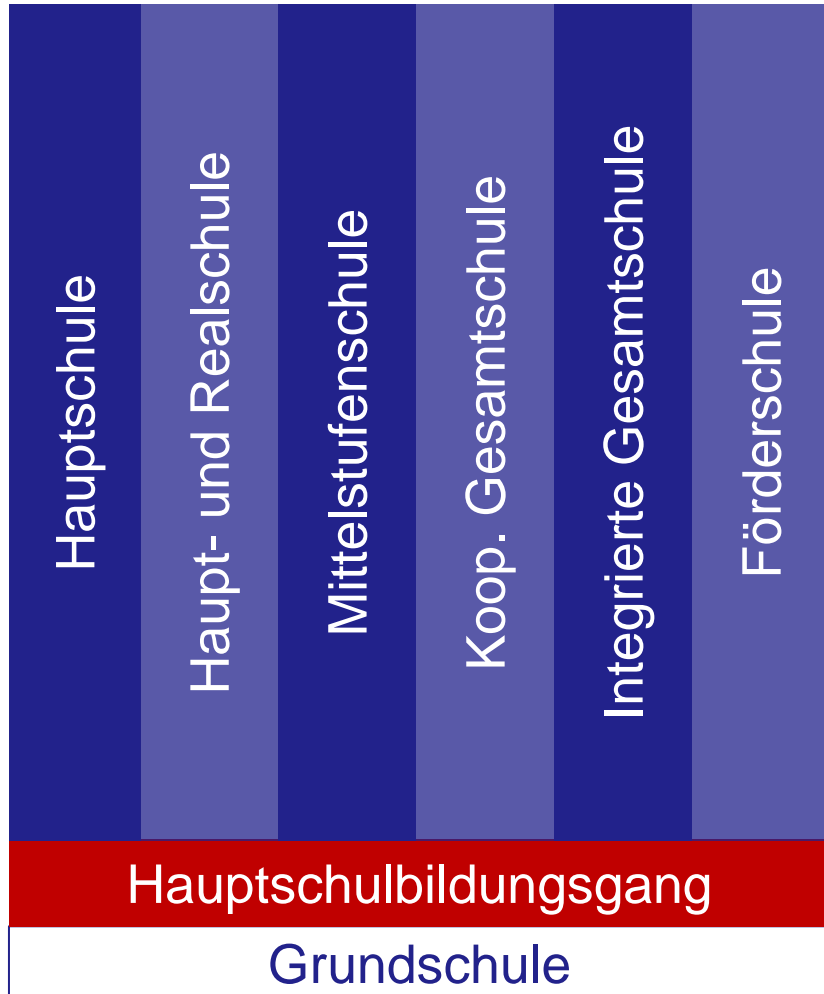 Hauptschule
Haupt- und Realschule
Mittelstufenschule
Koop. Gesamtschule
Integrierte Gesamtschule
Förderschule
Hauptschulbildungsgang
Grundschule